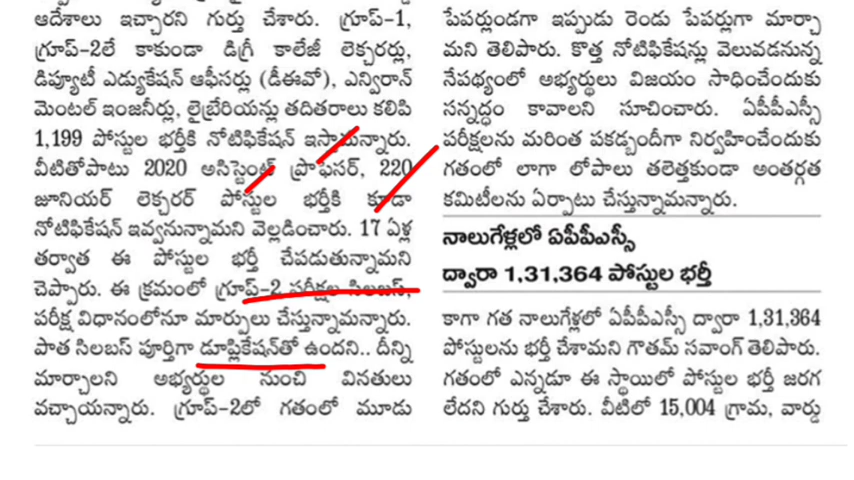 ఆదేశాలు ఇచ్చారని గుర్తు చేశారు. గ్రూప్-1,
గ్రూప్-2లే కాకుండా డిగ్రీ కాలేజీ లెక్చరర్లు,
డిప్యూటీ ఎడ్యుకేషన్ ఆఫీసర్లు (డీఈవో), ఎన్విరాన్
మెంటల్ ఇంజనీర్లు, లైబ్రేరియన్లు తదితరాలు కలిపి
1,199 పోస్టుల భర్తీకి నోటిఫికేషన్ ఇస్తామన్నారు.
వీటితోపాటు 2020 అసిస్టెంట్ ప్రొఫెసర్, 220
జూనియర్ లెక్చరర్ పోస్టుల భర్తీకి కూడా
నోటిఫికేషన్ ఇవ్వనున్నామని వెల్లడించారు. 17 ఏళ్ల
తర్వాత ఈ పోస్టుల భర్తీ చేపడుతున్నామని
చెప్పారు. ఈ క్రమంలో గ్రూప్-2 పరీక్షల సిలబస్,
పరీక్ష విధానంలోనూ మార్పులు చేస్తున్నామన్నారు.
పాత సిలబస్ పూర్తిగా డూప్లికేషన్‌తో ఉందని.. దీన్ని
మార్చాలని అభ్యర్థుల నుంచి వినతులు
వచ్చాయన్నారు. గ్రూప్-2లో గతంలో మూడు
పేపర్లుండగా ఇప్పుడు రెండు పేపర్లుగా మార్చా
మని తెలిపారు. కొత్త నోటిఫికేషన్లు వెలువడనున్న
నేపథ్యంలో అభ్యర్థులు విజయం సాధించేందుకు
సన్నద్ధం కావాలని సూచించారు. ఏపీపీఎస్సీ
పరీక్షలను మరింత పకడ్బందీగా నిర్వహించేందుకు
గతంలో లాగా లోపాలు తలెత్తకుండా అంతర్గత
కమిటీలను ఏర్పాటు చేస్తున్నామన్నారు.
నాలుగేళ్లలో ఏపీపీఎస్సీ
ద్వారా 1,31,364 పోస్టుల భర్తీ
కాగా గత నాలుగేళ్లలో ఏపీపీఎస్సీ ద్వారా 1,31,364
పోస్టులను భర్తీ చేశామని గౌతమ్ సవాంగ్ తెలిపారు.
గతంలో ఎన్నడూ ఈ స్థాయిలో పోస్టుల భర్తీ జరగ
లేదని గుర్తు చేశారు. వీటిలో 15,004 గ్రామ, వార్డు